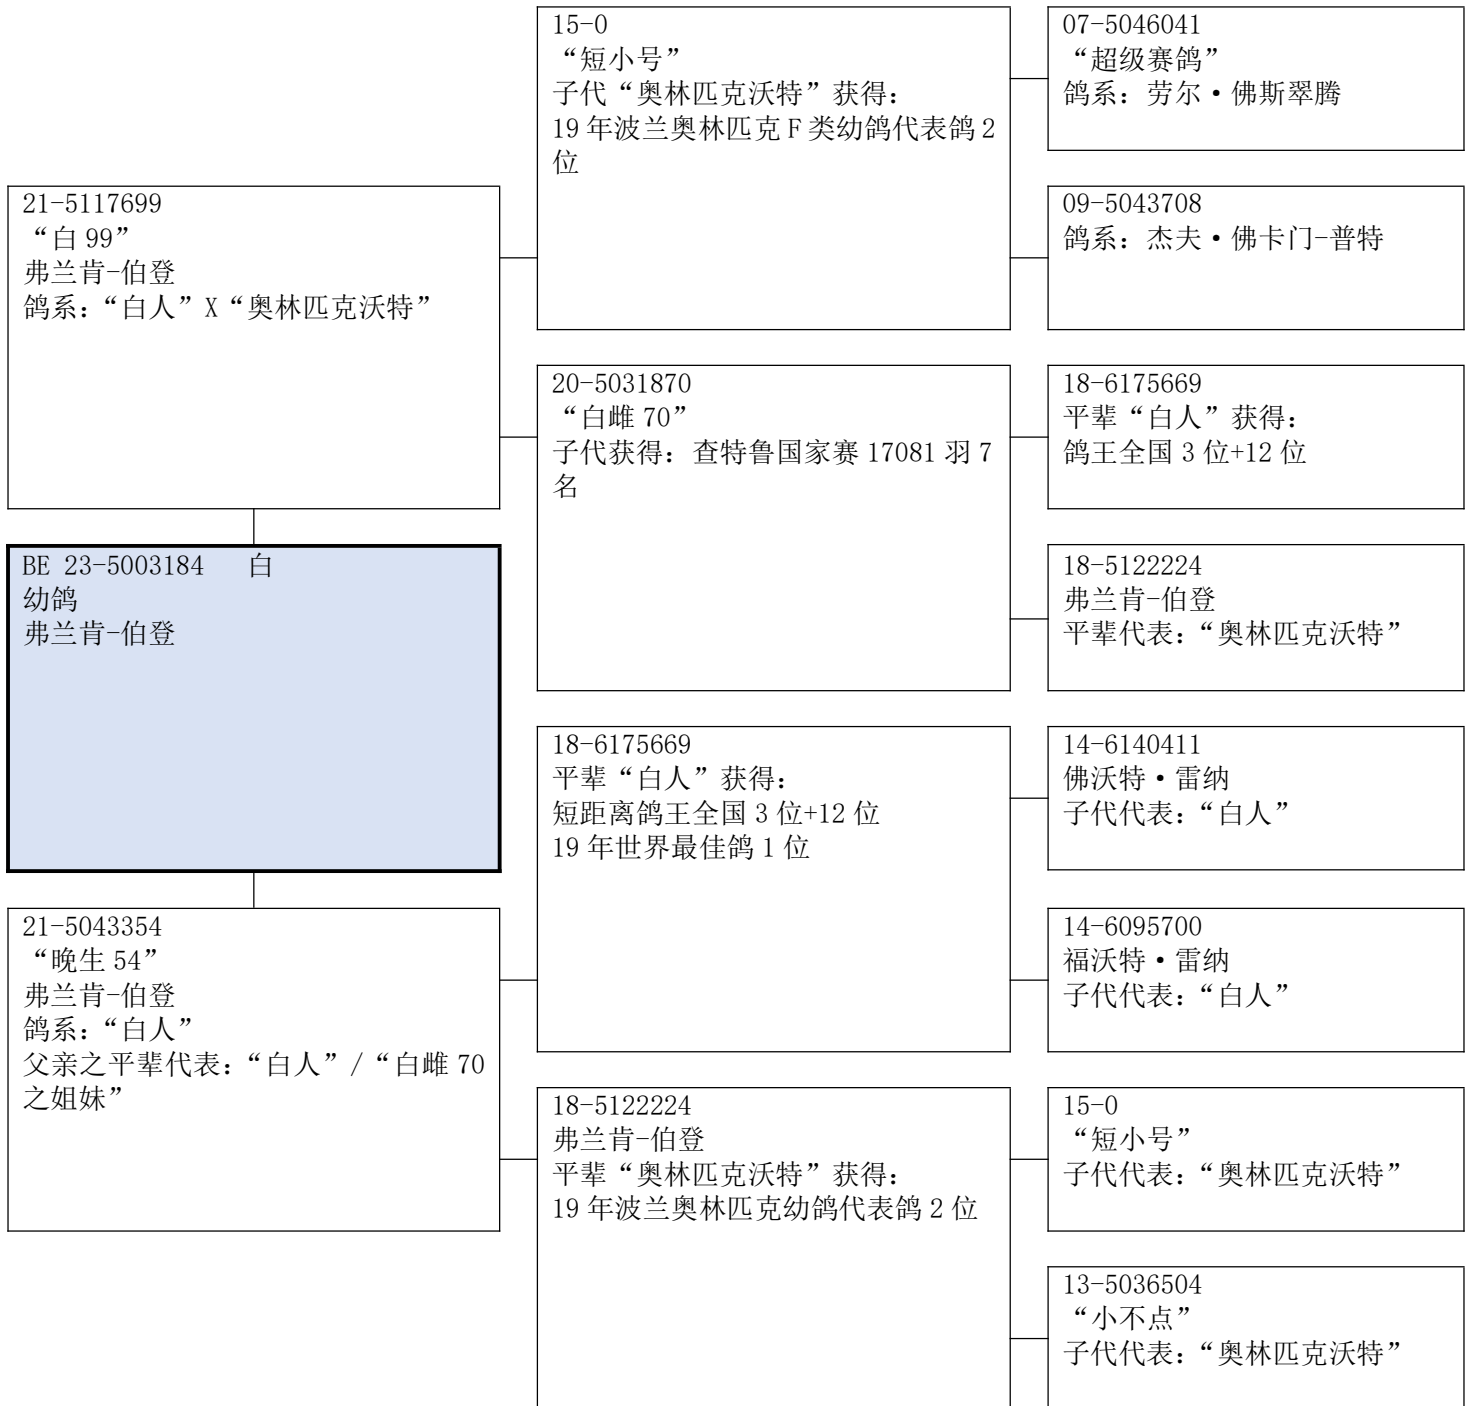 21-5117699
“白 99”
弗兰肯-伯登
鸽系：“白人”X“奥林匹克沃特”
BE 23-5003184 白
幼鸽
弗兰肯-伯登
21-5043354
“晚生 54”
弗兰肯-伯登
鸽系：“白人”
父亲之平辈代表：“白人”/“白雌 70
之姐妹”
15-0
“短小号”
子代“奥林匹克沃特”获得：
19 年波兰奥林匹克 F 类幼鸽代表鸽 2
位
20-5031870
“白雌 70”
子代获得：查特鲁国家赛 17081 羽 7
名
18-6175669
平辈“白人”获得：
短距离鸽王全国 3 位+12 位
19 年世界最佳鸽 1 位
18-5122224
弗兰肯-伯登
平辈“奥林匹克沃特”获得：
19 年波兰奥林匹克幼鸽代表鸽 2 位
07-5046041
“超级赛鸽”
鸽系：劳尔·佛斯翠腾
09-5043708
鸽系：杰夫·佛卡门-普特
18-6175669
平辈“白人”获得：
鸽王全国 3 位+12 位
18-5122224
弗兰肯-伯登
平辈代表：“奥林匹克沃特”
14-6140411
佛沃特·雷纳
子代代表：“白人”
14-6095700
福沃特·雷纳
子代代表：“白人”
15-0
“短小号”
子代代表：“奥林匹克沃特”
13-5036504
“小不点”
子代代表：“奥林匹克沃特”